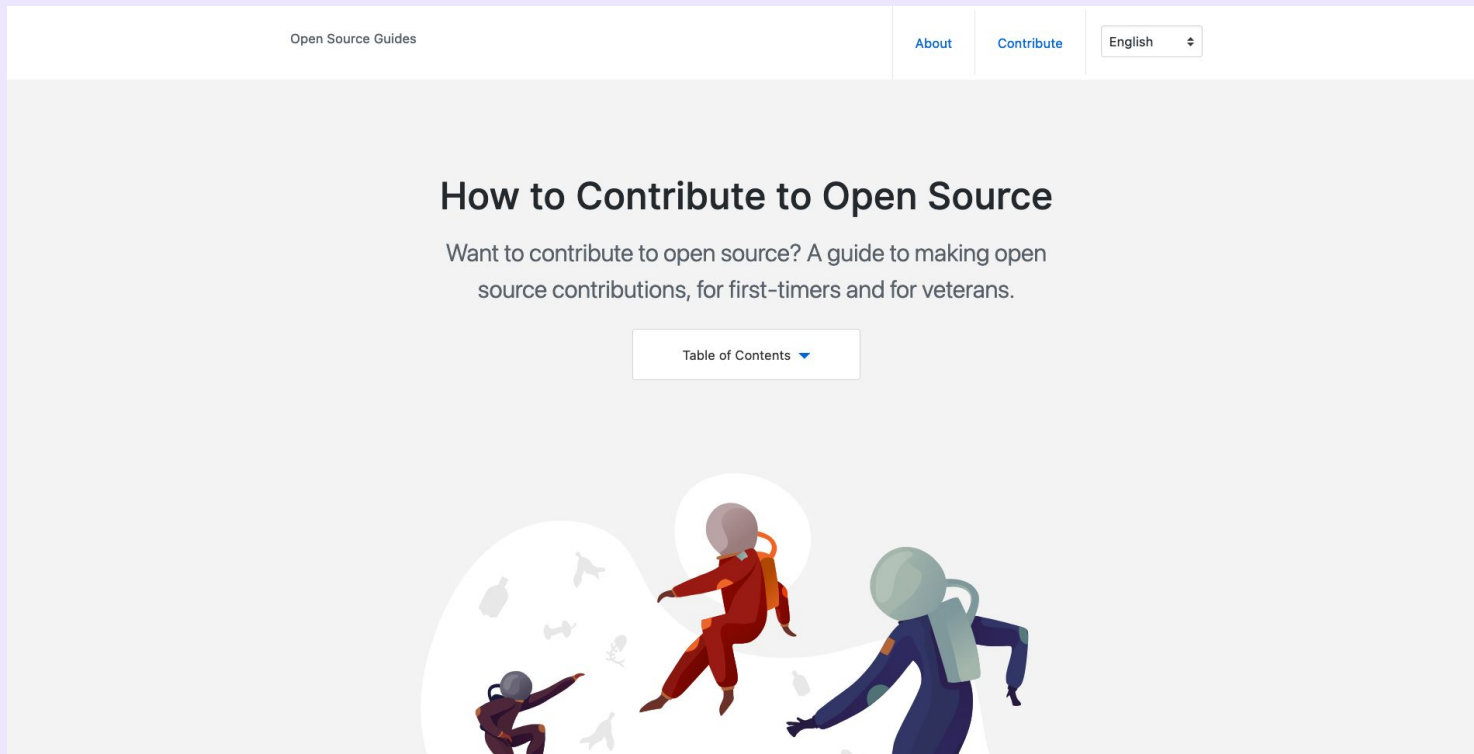 Open Source Guides
About
Contribute
English
How to Contribute to Open Source
Want to contribute to open source? A guide to making open
source contributions, for first-timers and for veterans.
Table of Contents